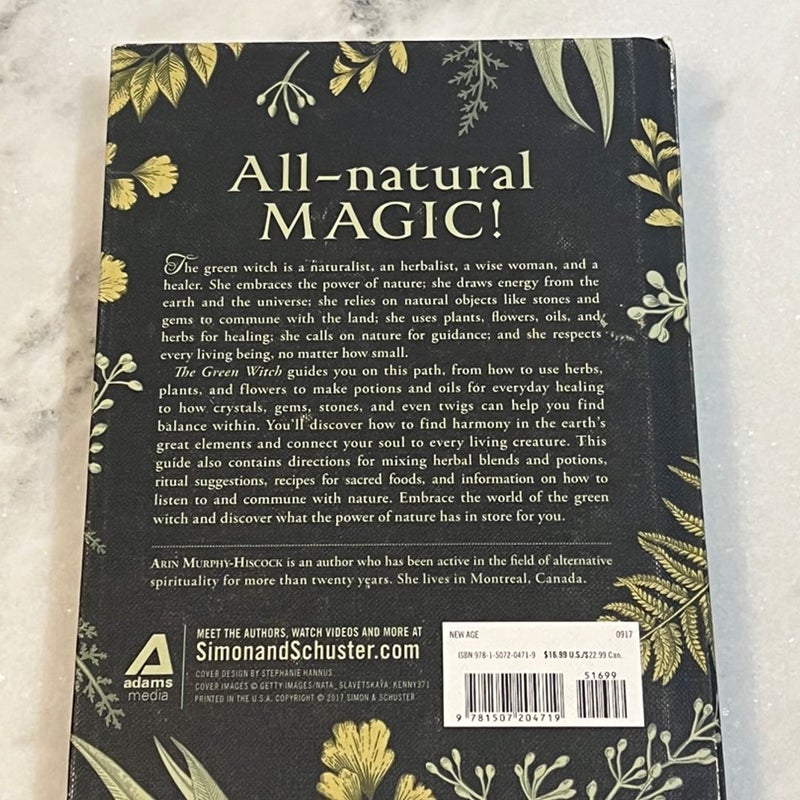 All-natural
MAGIC!
The green witch is a naturalist, an herbalist, a wise woman, and a
healer. She embraces the power of nature; she draws energy from the
earth and the universe; she relies on natural objects like stones and
gems to commune with the land; she uses plants, flowers, oils, and
herbs for healing; she calls on nature for guidance; and she respects
every living being, no matter how small.
The Green Witch guides you on this path, from how to use herbs,
plants, and flowers to make potions and oils for everyday healing
to how crystals, gems, stones, and even twigs can help you find
balance within. You'll discover how to find harmony in the earth's
great elements and connect your soul to every living creature. This
guide also contains directions for mixing herbal blends and potions,
ritual suggestions, recipes for sacred foods, and information on how to
listen to and commune with nature. Embrace the world of the green
witch and discover what the power of nature has in store for you.
ARIN MURPHY-HISCOCK is an author who has been active in the field of alternative
spirituality for more than twenty years. She lives in Montreal, Canada.
adams
media
MEET THE AUTHORS, WATCH VIDEOS AND MORE AT
SimonandSchuster.com
COVER DESIGN BY STEPHANIE HANNUS
COVER IMAGES © GETTY IMAGES/NATA_SLAVETSKAYA, KENNY371
PRINTED IN THE U.S.A. COPYRIGHT © 2017 SIMON & SCHUSTER
NEW AGE 0917
ISBN 978-1-5072-0471-9 $16.99 U.S./$22.99 Can.
51699
9 781507 204719